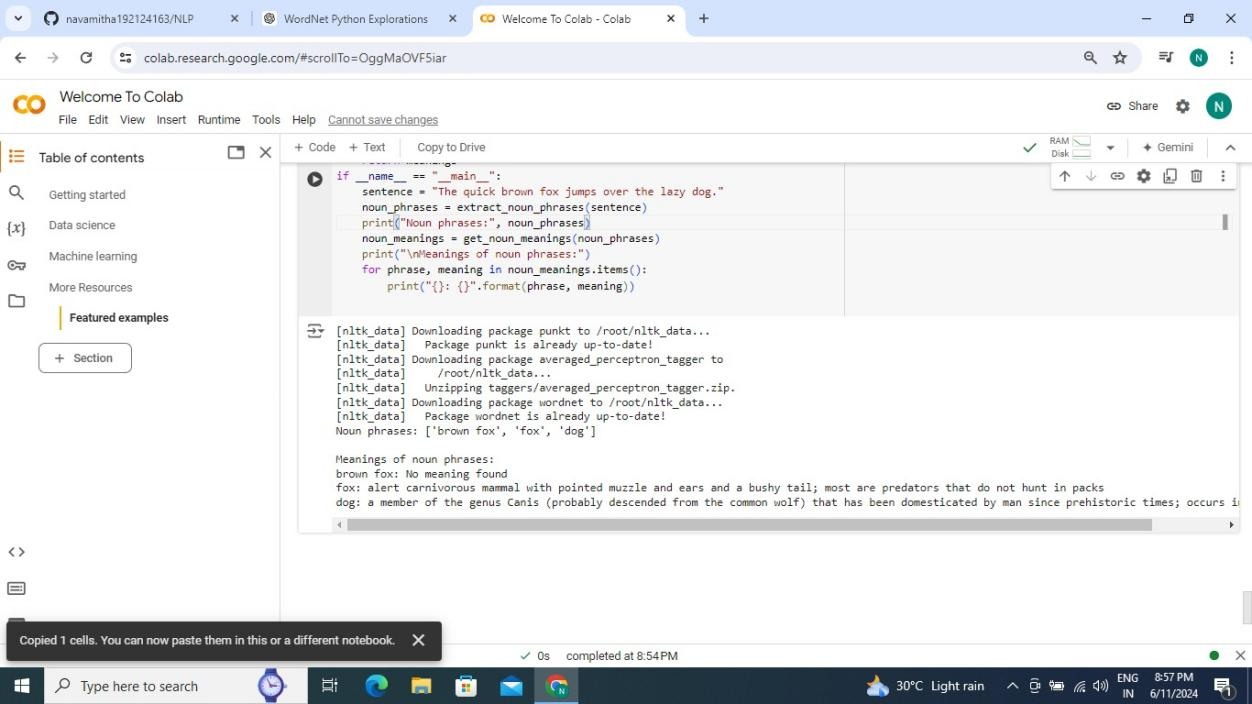 navamitha192124163/NLP
WordNet Python Explorations
Welcome To Colab - Colab
colab.research.google.com/#scrollTo=OggMaOVF5iar
N
Welcome To Colab
Share
N
File Edit View Insert Runtime Tools Help Cannot save changes
Table of contents
Getting started
Data science
Machine learning
More Resources
Featured examples
+ Section
+ Code + Text Copy to Drive
RAM
Disk
Gemini
if __name__ == "__main__":
sentence = "The quick brown fox jumps over the lazy dog."
noun_phrases = extract_noun_phrases(sentence)
print("Noun phrases:", noun_phrases)
noun_meanings = get_noun_meanings(noun_phrases)
print("\nMeanings of noun phrases:")
for phrase, meaning in noun_meanings.items():
print("{}: {}".format(phrase, meaning))
[nltk_data] Downloading package punkt to /root/nltk_data...
[nltk_data] Package punkt is already up-to-date!
[nltk_data] Downloading package averaged_perceptron_tagger to
[nltk_data] /root/nltk_data...
[nltk_data] Unzipping taggers/averaged_perceptron_tagger.zip.
[nltk_data] Downloading package wordnet to /root/nltk_data...
[nltk_data] Package wordnet is already up-to-date!
Noun phrases: ['brown fox', 'fox', 'dog']
Meanings of noun phrases:
brown fox: No meaning found
fox: alert carnivorous mammal with pointed muzzle and ears and a bushy tail; most are predators that do not hunt in packs
dog: a member of the genus Canis (probably descended from the common wolf) that has been domesticated by man since prehistoric times; occurs
Copied 1 cells. You can now paste them in this or a different notebook.
0s completed at 8:54 PM
Type here to search
30°C Light rain
ENG
IN
8:57 PM
6/11/2024
1